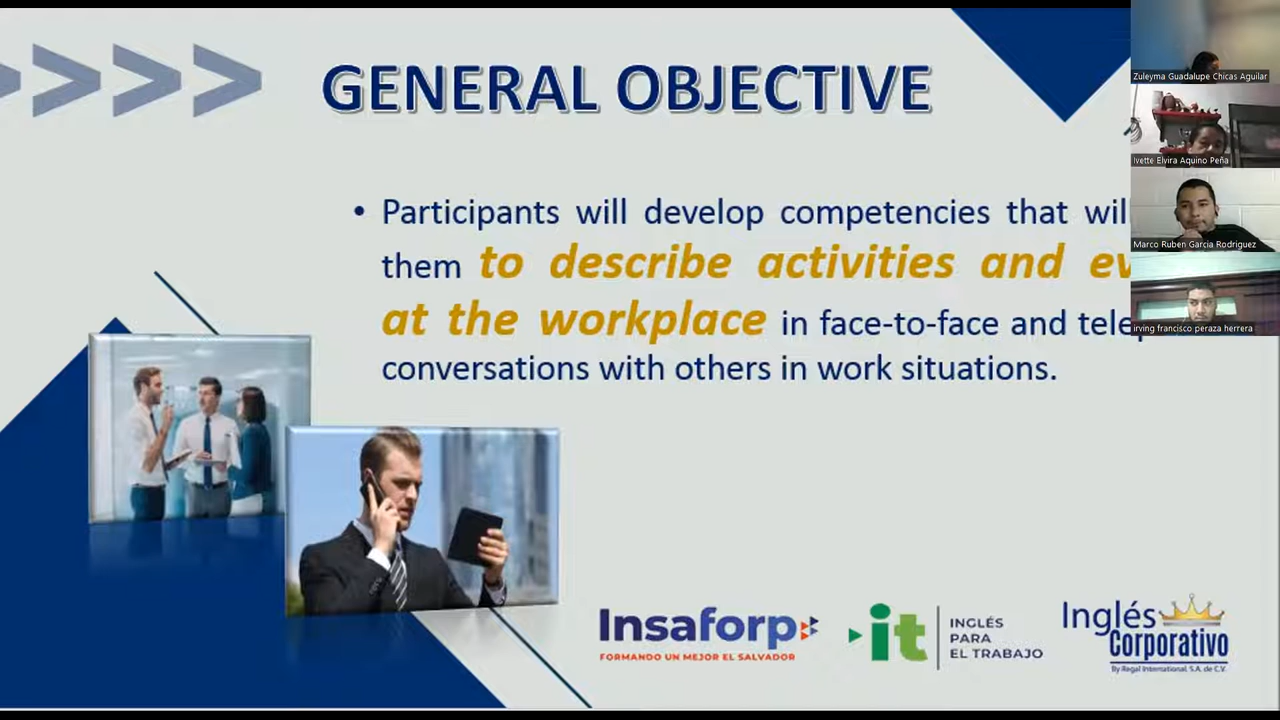 GENERAL OBJECTIVE
• Participants will develop competencies that will
them to describe activities and
at the workplace in face-to-face and
conversations with others in work situations.
Insaforp
FORMANDO UN MEJOR EL SALVADOR
it
INGLÉS
PARA
EL TRABAJO
Inglés
Corporativo
By Regal International, S.A. de C.V.
Zuleyma Guadalupe Chicas Aguilar
Ivette Elvira Aquino Peña
Marco Ruben Garcia Rodriguez
irving francisco peraza herrera